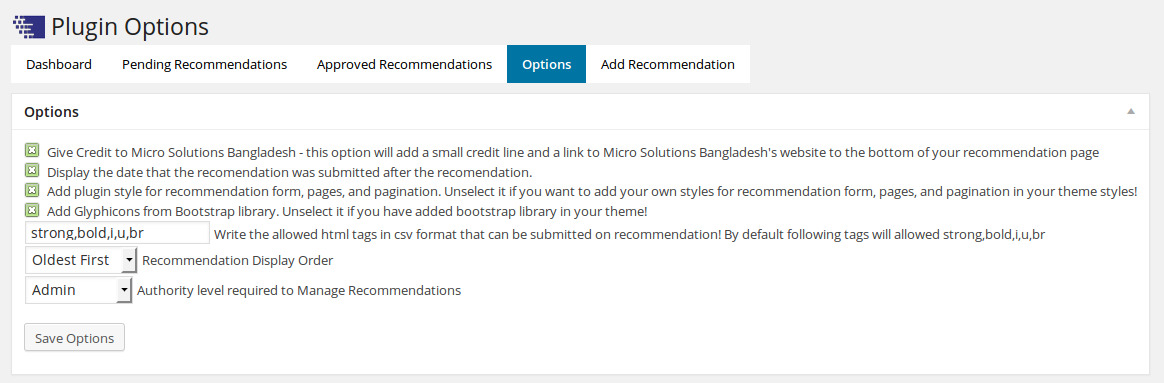 Plugin Options
Dashboard Pending Recommendations Approved Recommendations Options Add Recommendation
Options
Give Credit to Micro Solutions Bangladesh - this option will add a small credit line and a link to Micro Solutions Bangladesh's website to the bottom of your recommendation page
Display the date that the recomendation was submitted after the recomendation.
Add plugin style for recommendation form, pages, and pagination. Unselect it if you want to add your own styles for recommendation form, pages, and pagination in your theme styles!
Add Glyphicons from Bootstrap library. Unselect it if you have added bootstrap library in your theme!
strong,bold,i,u,br Write the allowed html tags in csv format that can be submitted on recommendation! By default following tags will allowed strong,bold,i,u,br
Oldest First Recommendation Display Order
Admin Authority level required to Manage Recommendations
Save Options